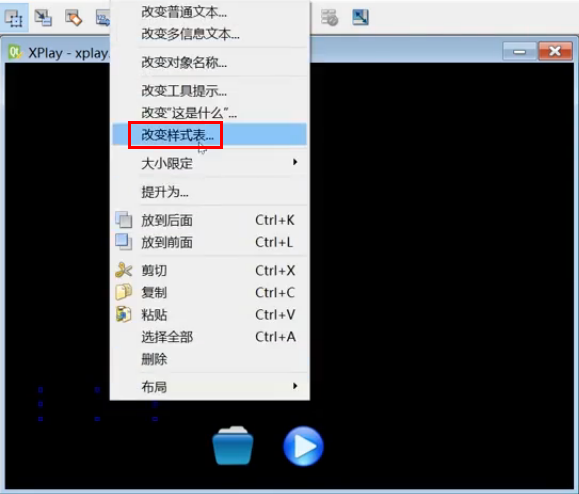 改变普通文本...
改变多信息文本...
XPlay - xplay.
改变对象名称...
改变工具提示...
改变"这是什么"...
改变样式表...
大小限定
提升为...
放到后面 Ctrl+K
放到前面 Ctrl+L
剪切 Ctrl+X
复制 Ctrl+C
粘贴 Ctrl+V
选择全部 Ctrl+A
删除
布局